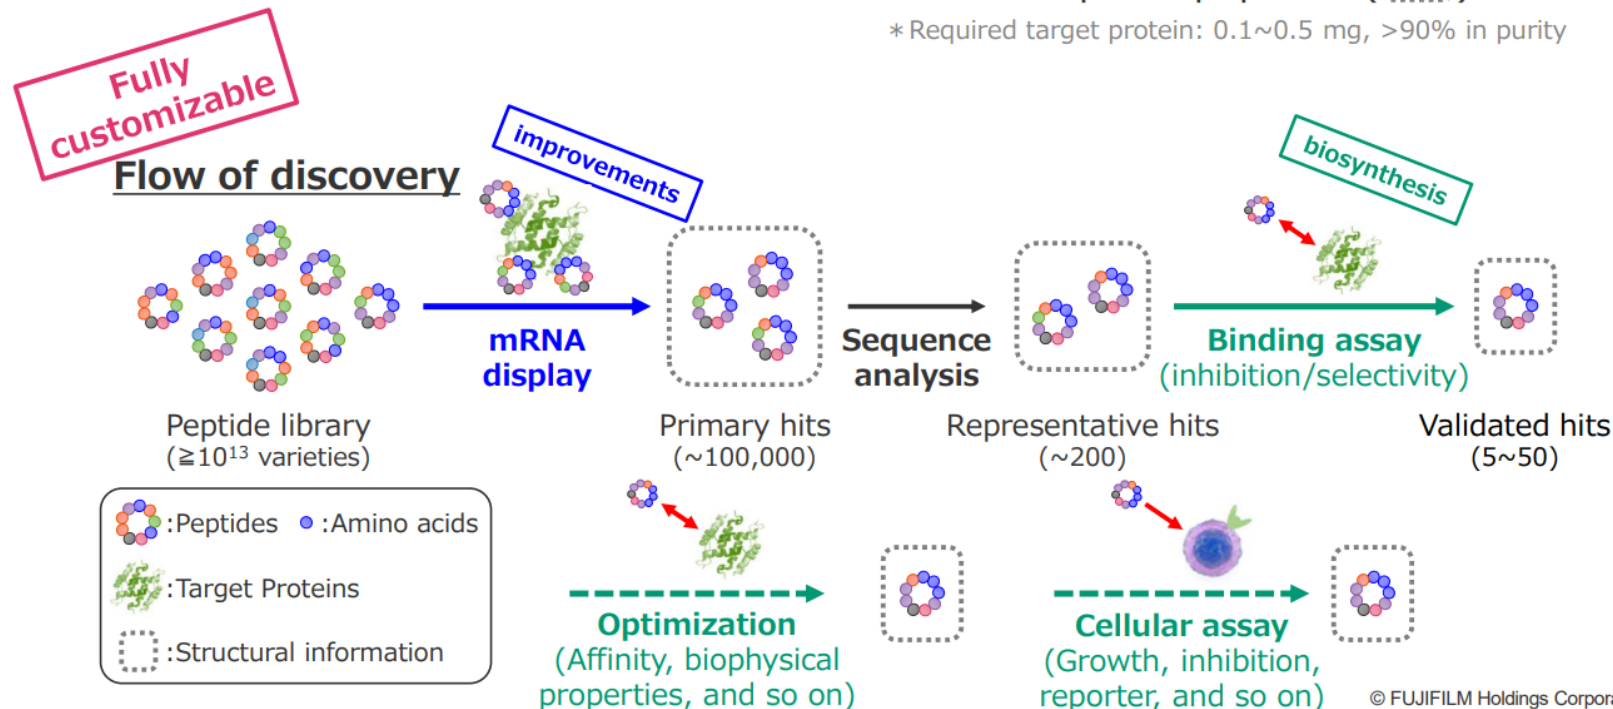 *Required target protein: 0.1~0.5 mg, >90% in purity
Fully
customizable
Flow of discovery
improvements
biosynthesis
mRNA
display
Sequence
analysis
Binding assay
(inhibition/selectivity)
Peptide library
(≧10¹³ varieties)
Primary hits
(~100,000)
Representative hits
(~200)
Validated hits
(5~50)
:Peptides
:Amino acids
:Target Proteins
:Structural information
Optimization
(Affinity, biophysical
properties, and so on)
Cellular assay
(Growth, inhibition,
reporter, and so on)
© FUJIFILM Holdings Corpora